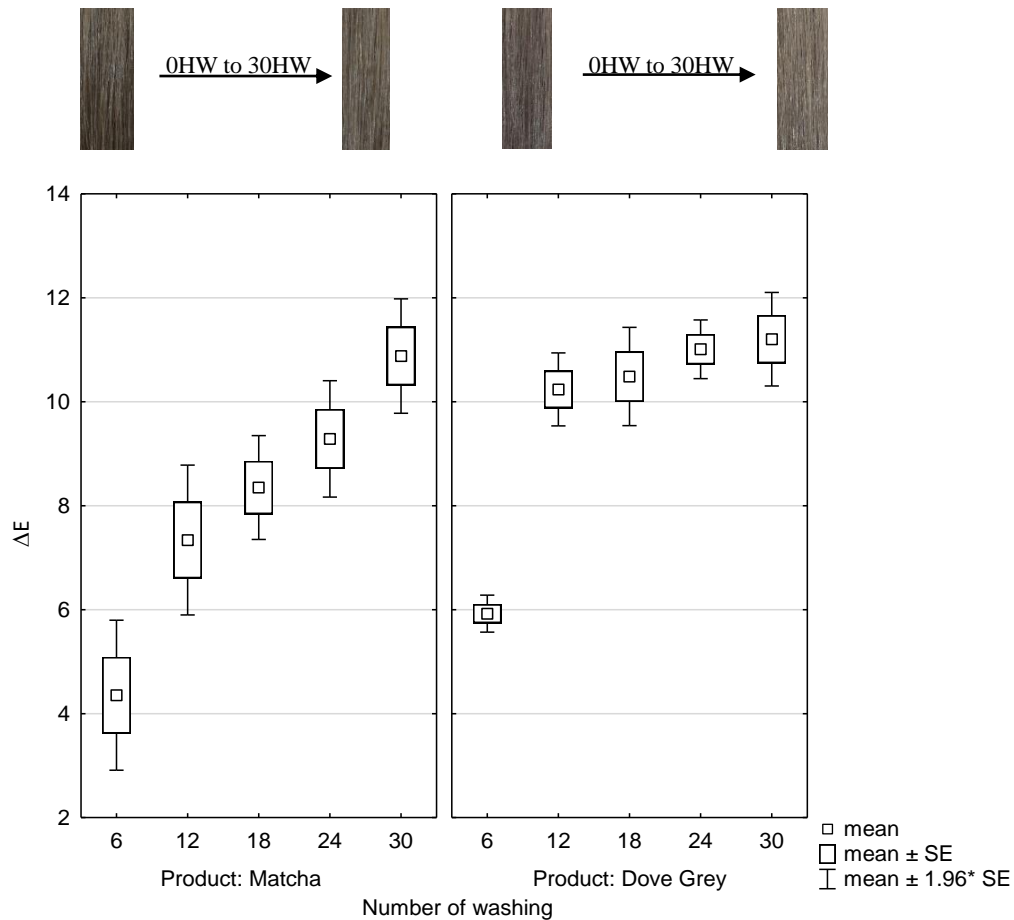 0HW to 30HW
0HW to 30HW
14
12
10
8
6
4
2
ΔE
6 12 18 24 30
6 12 18 24 30
Product: Matcha
Product: Dove Grey
Number of washing
mean
mean ± SE
mean ± 1.96* SE